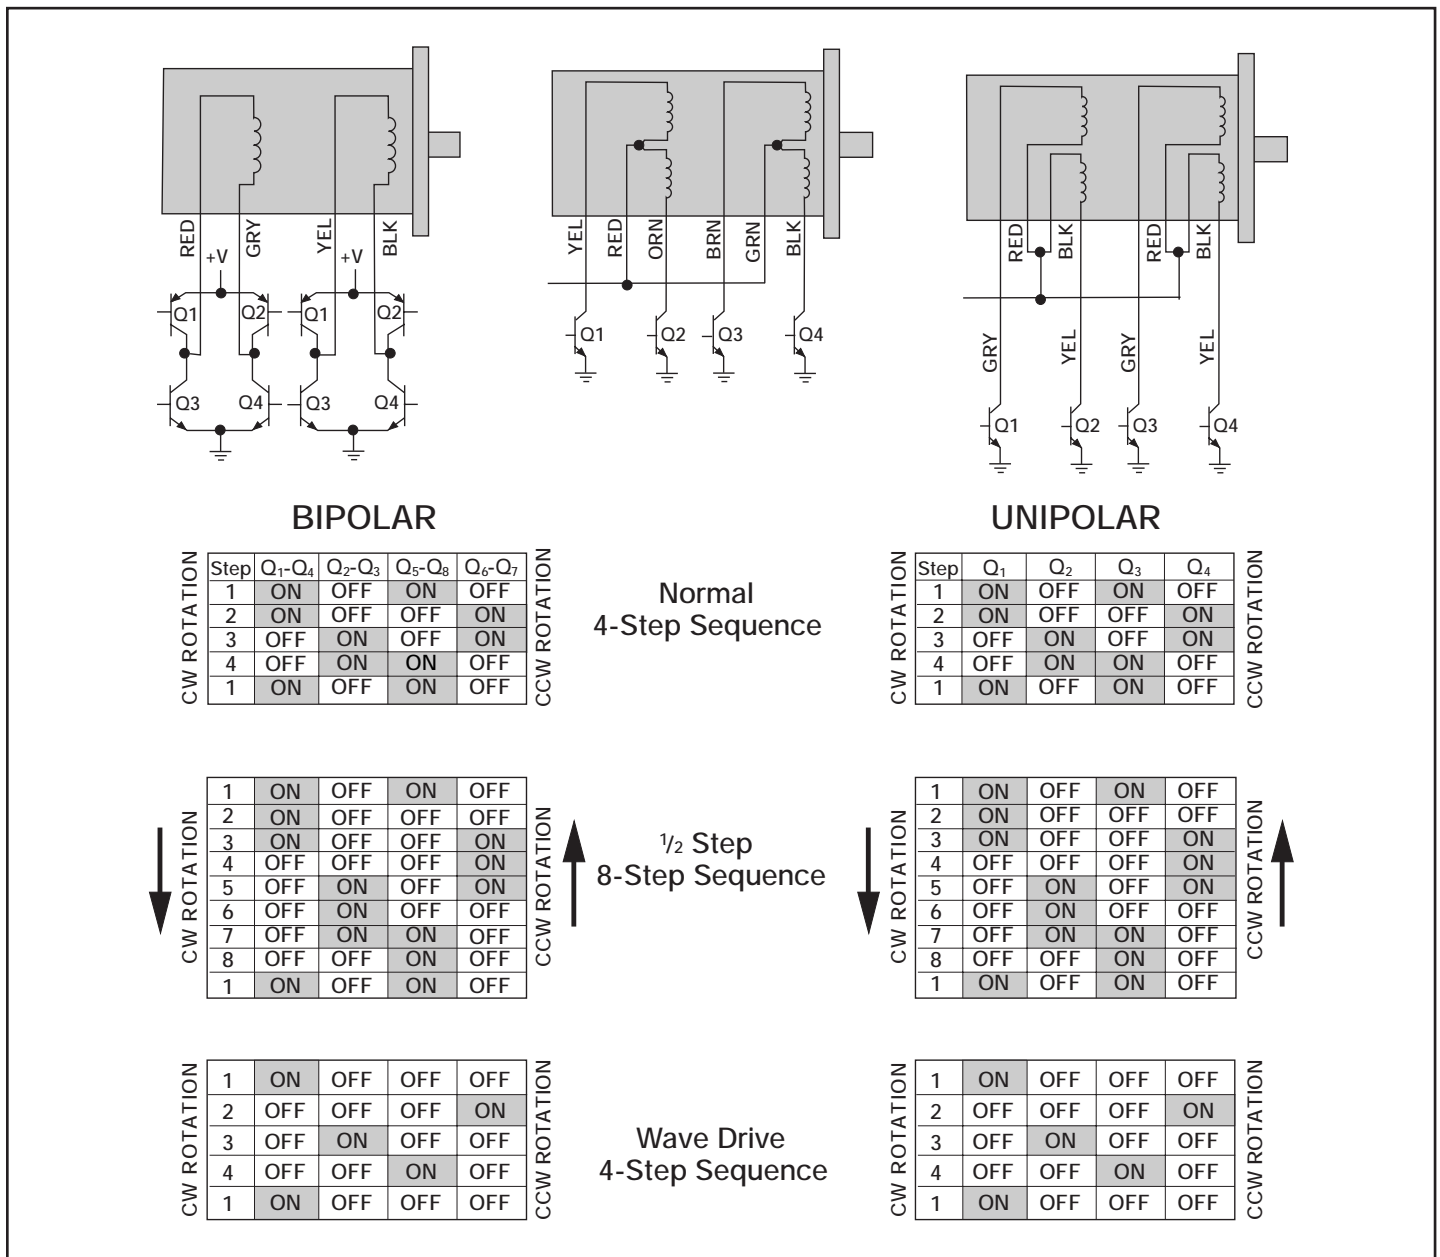 RED
GRY
YEL
BLK
+V
+V
Q1
Q2
Q1
Q2
Q3
Q4
Q3
Q4
YEL
RED
ORN
BRN
GRN
BLK
Q1
Q2
Q3
Q4
RED
BLK
RED
BLK
GRY
YEL
GRY
YEL
Q1
Q2
Q3
Q4
BIPOLAR
UNIPOLAR
CW ROTATION
Step Q1-Q4 Q2-Q3 Q5-Q8 Q6-Q7
1 ON OFF ON OFF
2 ON OFF OFF ON
3 OFF ON OFF ON
4 OFF ON ON OFF
1 ON OFF ON OFF
CCW ROTATION
Normal
4-Step Sequence
CW ROTATION
Step Q1 Q2 Q3 Q4
1 ON OFF ON OFF
2 ON OFF OFF ON
3 OFF ON OFF ON
4 OFF ON ON OFF
1 ON OFF ON OFF
CCW ROTATION
CW ROTATION
1 ON OFF ON OFF
2 ON OFF OFF OFF
3 ON OFF OFF ON
4 OFF OFF OFF ON
5 OFF ON OFF ON
6 OFF ON OFF OFF
7 OFF ON ON OFF
8 OFF OFF ON OFF
1 ON OFF ON OFF
CCW ROTATION
1/2 Step
8-Step Sequence
CW ROTATION
1 ON OFF ON OFF
2 ON OFF OFF OFF
3 ON OFF OFF ON
4 OFF OFF OFF ON
5 OFF ON OFF ON
6 OFF ON OFF OFF
7 OFF ON ON OFF
8 OFF OFF ON OFF
1 ON OFF ON OFF
CCW ROTATION
CW ROTATION
1 ON OFF OFF OFF
2 OFF OFF OFF ON
3 OFF ON OFF OFF
4 OFF OFF ON OFF
1 ON OFF OFF OFF
CCW ROTATION
Wave Drive
4-Step Sequence
CW ROTATION
1 ON OFF OFF OFF
2 OFF OFF OFF ON
3 OFF ON OFF OFF
4 OFF OFF ON OFF
1 ON OFF OFF OFF
CCW ROTATION